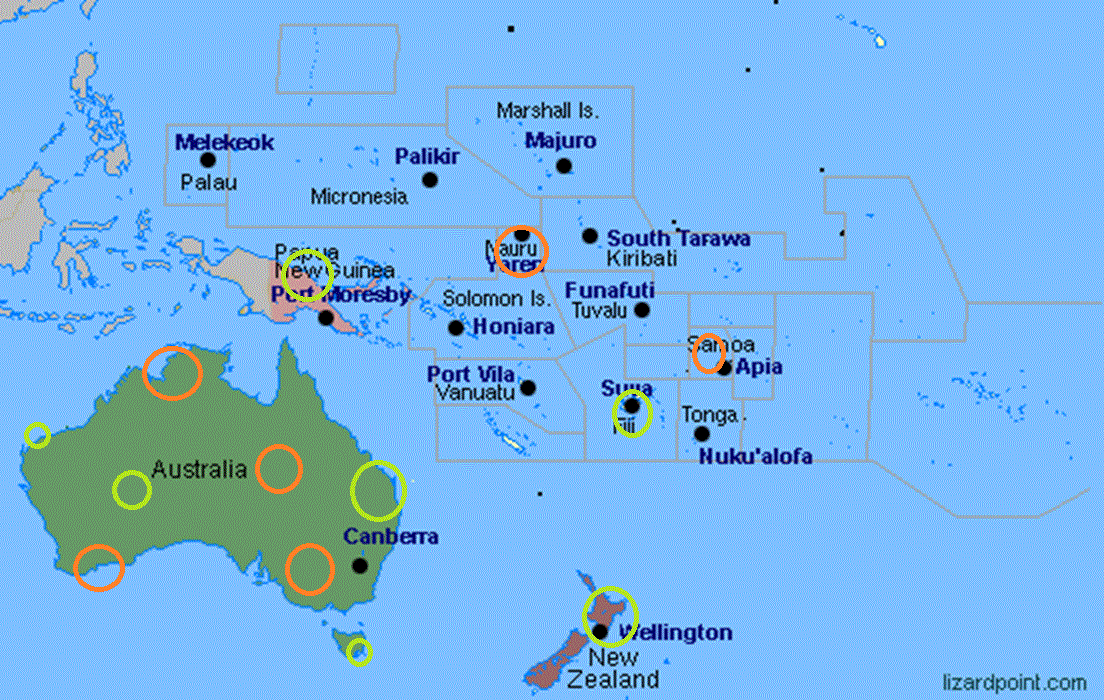 Marshall Is.
Majuro
Melekeok
Palau
Palikir
Micronesia
Nauru
Yaren
South Tarawa
Kiribati
Papua
New Guinea
Port Moresby
Solomon Is.
Honiara
Funafuti
Tuvalu
Samoa
Apia
Port Vila
Vanuatu
Suva
Fiji
Tonga
Nuku'alofa
Australia
Canberra
Wellington
New
Zealand
lizardpoint.com